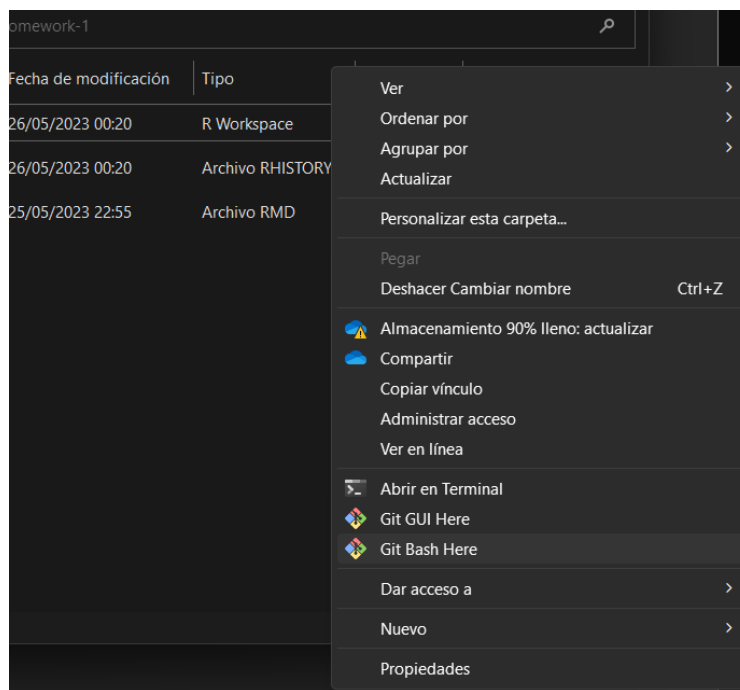 omework-1
Fecha de modificación Tipo
26/05/2023 00:20 R Workspace
26/05/2023 00:20 Archivo RHISTORY
25/05/2023 22:55 Archivo RMD
Ver
Ordenar por
Agrupar por
Actualizar
Personalizar esta carpeta...
Pegar
Deshacer Cambiar nombre Ctrl+Z
Almacenamiento 90% lleno: actualizar
Compartir
Copiar vínculo
Administrar acceso
Ver en línea
Abrir en Terminal
Git GUI Here
Git Bash Here
Dar acceso a
Nuevo
Propiedades